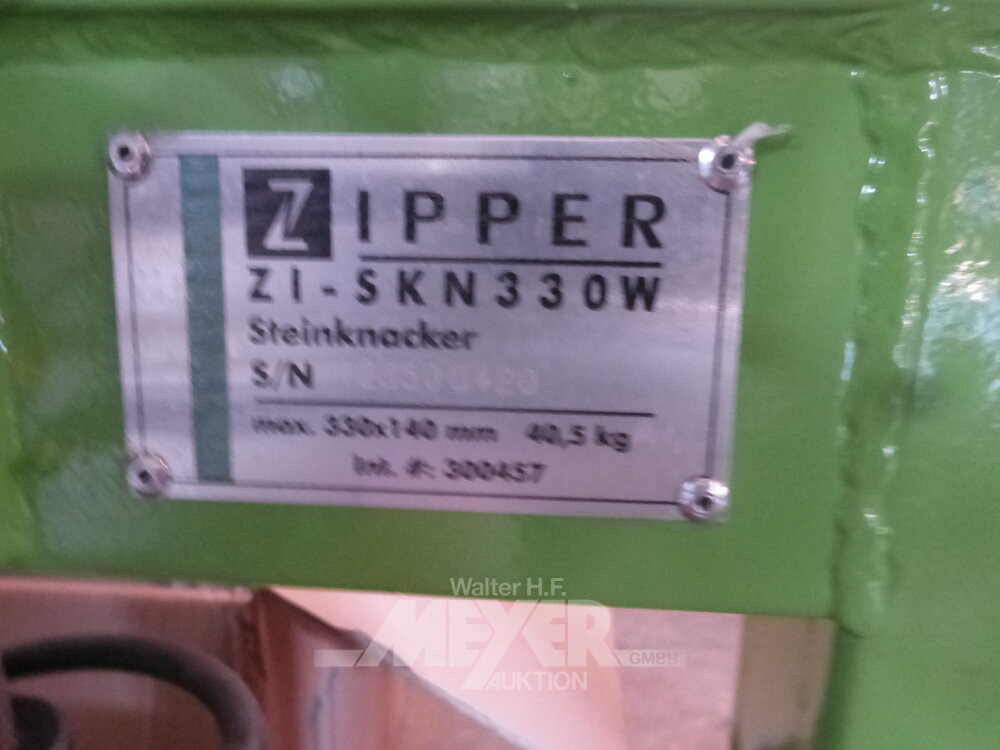 ZIPPER
ZI-SKN330W
Steinknacker
S/N
max. 330x140 mm 40,5 kg
Int. #: 300457
Walter H.F.
MEYER
GMBH
AUKTION